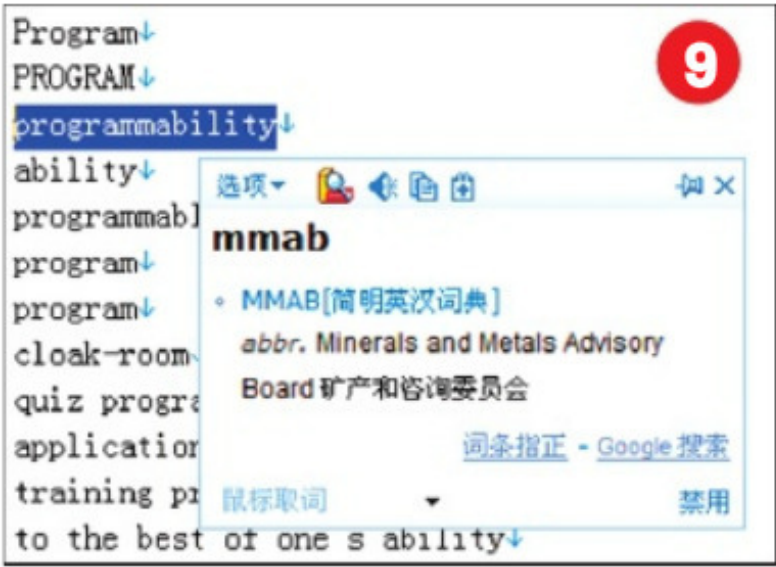 Program↓
PROGRAM↓
9
programmability↓
ability↓
选项
programmabl
mmab
program↓
program↓
MMAB[简明英汉词典]
cloak-room
abbr. Minerals and Metals Advisory
quiz progra
Board 矿产和咨询委员会
application
词条指正 - Google 搜索
training pr
鼠标取词
禁用
to the best of one s ability↓